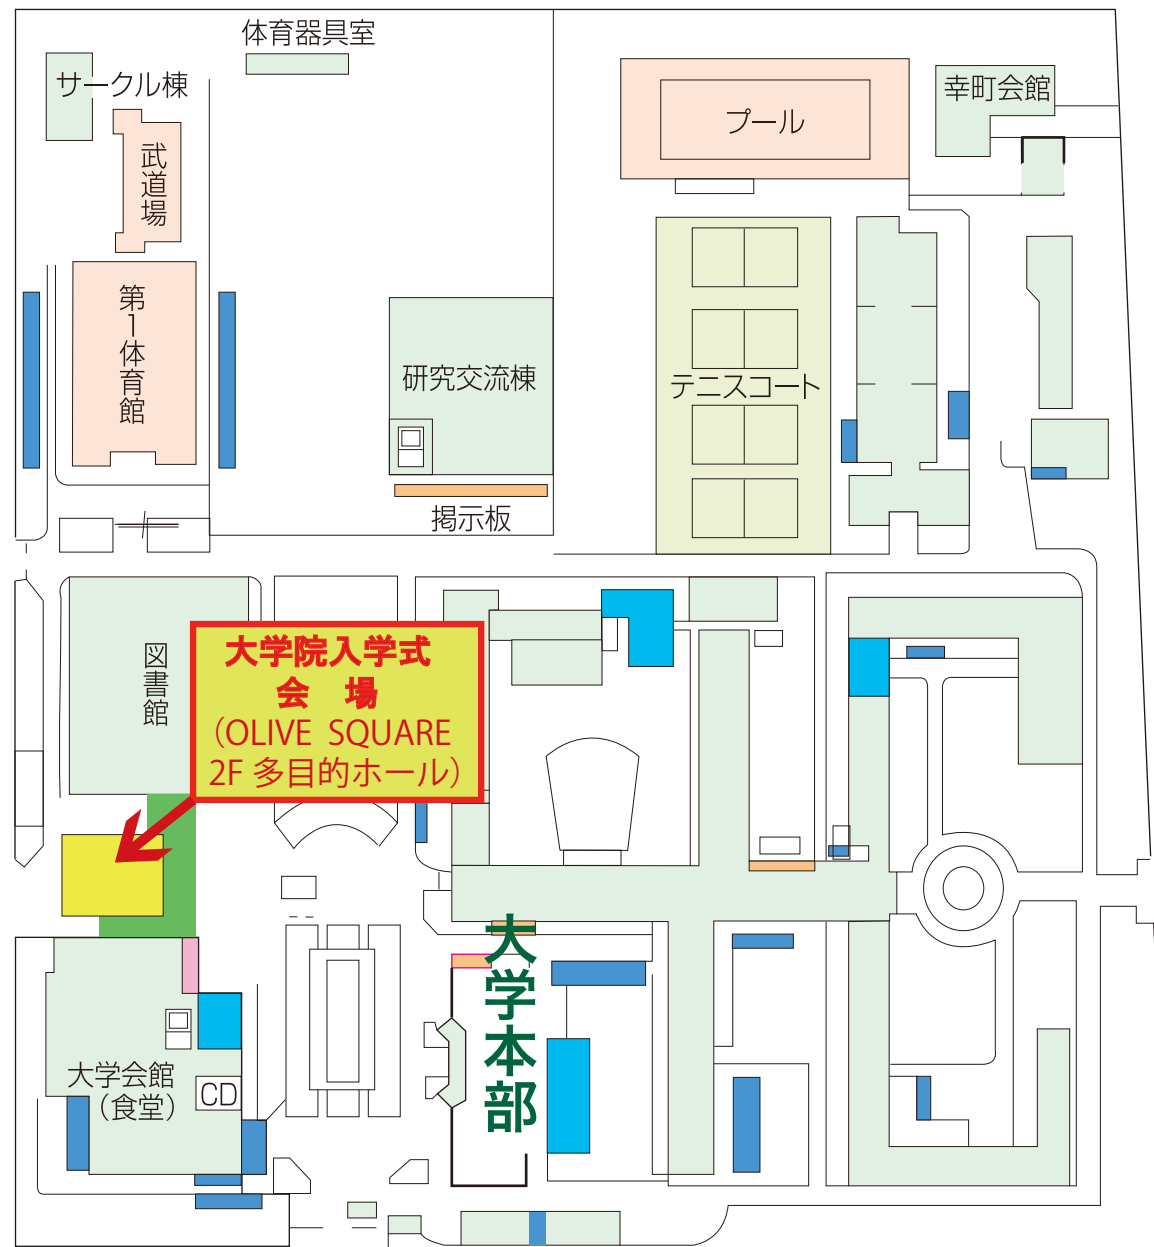 体育器具室
サークル棟
幸町会館
プール
武道場
第1体育館
研究交流棟
テニスコート
掲示板
図書館
大学院入学式
会　場
（OLIVE SQUARE
2F 多目的ホール）
大学本部
大学会館
（食堂）
CD